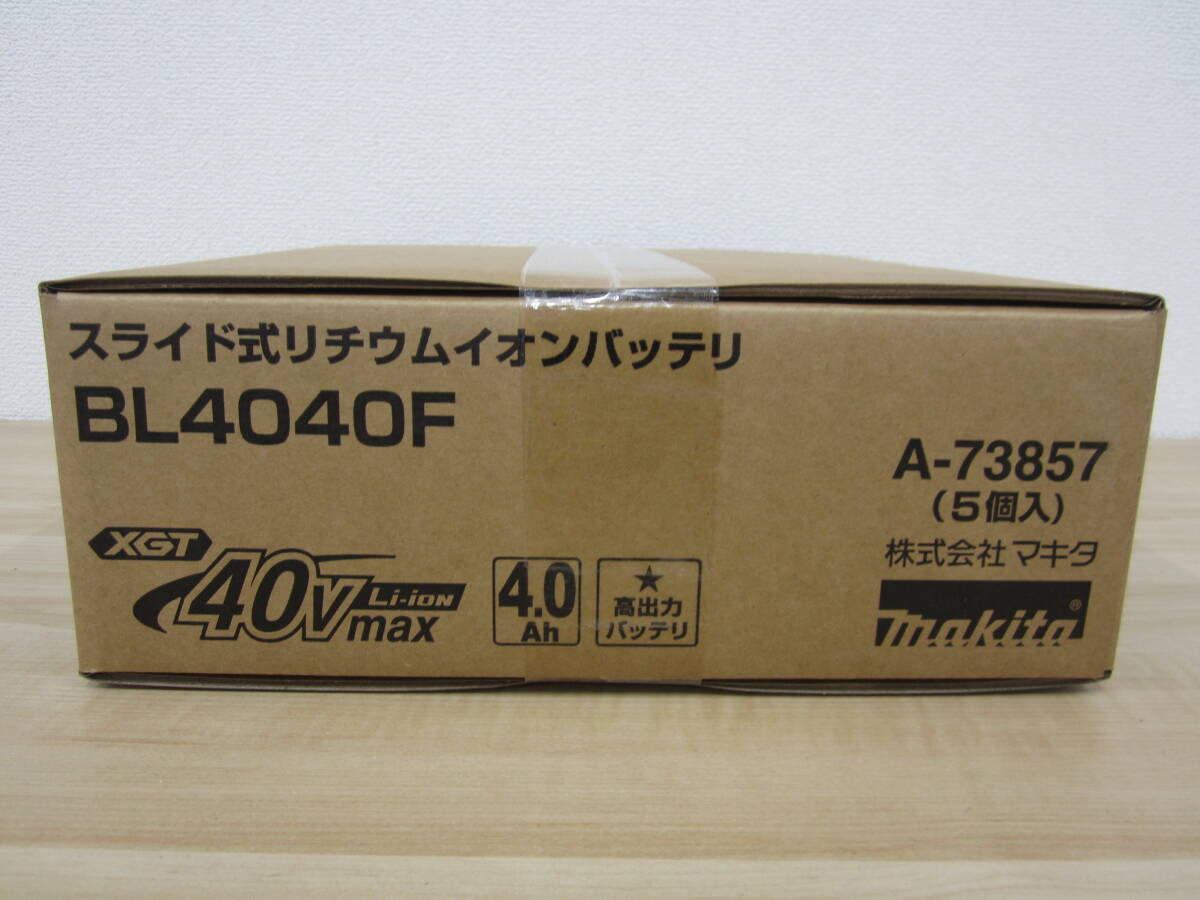 スライド式リチウムイオンバッテリ
BL4040F
A-73857
(5個入)
株式会社 マキタ
makita®
XGT
40Vmax Li-ion
4.0
Ah
★
高出力
バッテリ